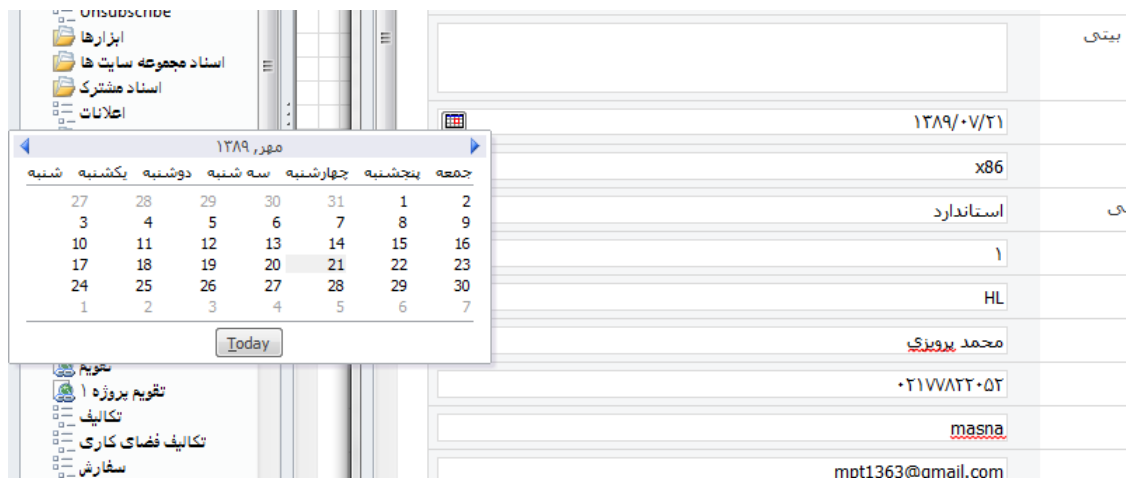 Unsubscribe
ابزارها
اسناد مجموعه سایت ها
اسناد مشترک
اعلانات
مهر, ۱۳۸۹
شنبه یکشنبه دوشنبه سه شنبه چهارشنبه پنجشنبه جمعه
27 28 29 30 31 1 2
3 4 5 6 7 8 9
10 11 12 13 14 15 16
17 18 19 20 21 22 23
24 25 26 27 28 29 30
1 2 3 4 5 6 7
Today
تقویم
تقویم پروژه ۱
تکالیف
تکالیف فضای کاری
سفارش
بیتی
۱۳۸۹/۰۷/۲۱
x86
استاندارد
۱
HL
محمد پرویزی
۰۲۱۷۷۸۲۲۰۵۲
masna
mpt1363@gmail.com